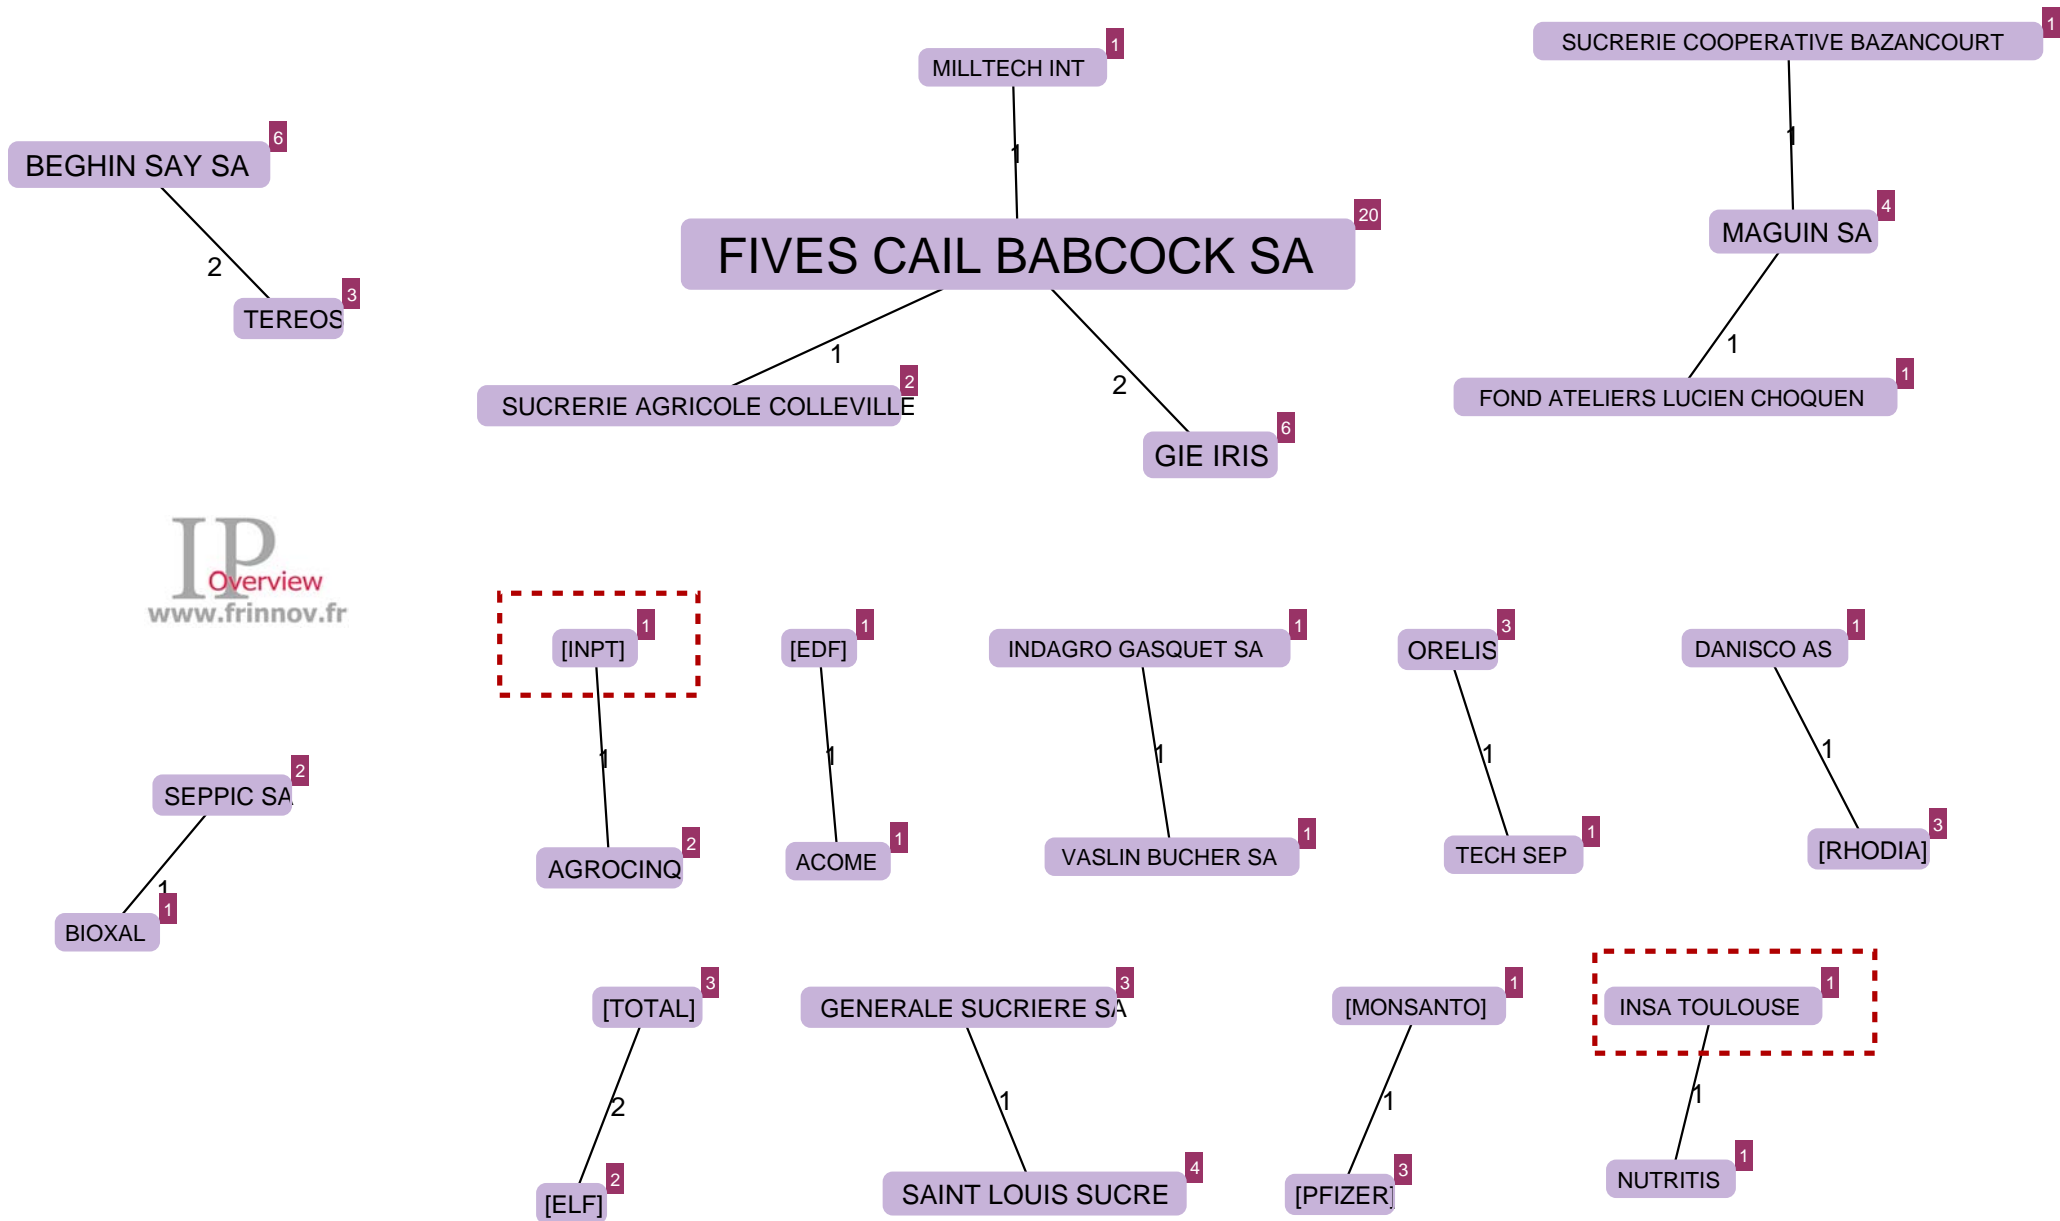 1
SUCRERIE COOPERATIVE BAZANCOURT
1
MILLTECH INT
6
BEGHIN SAY SA
1
1
20
4
FIVES CAIL BABCOCK SA
MAGUIN SA
2
3
TEREOS
1
1
2
SUCRERIE AGRICOLE COLLEVILLE
2
1
FOND ATELIERS LUCIEN CHOQUEN
6
GIE IRIS
IP
Overview
www.frinnov.fr
1
[INPT]
1
[EDF]
1
INDAGRO GASQUET SA
3
ORELIS
1
DANISCO AS
1
1
1
1
1
2
SEPPIC SA
2
AGROCINQ
1
ACOME
1
VASLIN BUCHER SA
1
TECH SEP
3
[RHODIA]
1
1
BIOXAL
3
[TOTAL]
3
GENERALE SUCRIERE SA
1
[MONSANTO]
1
INSA TOULOUSE
2
1
1
1
2
[ELF]
4
SAINT LOUIS SUCRE
3
[PFIZER]
1
NUTRITIS